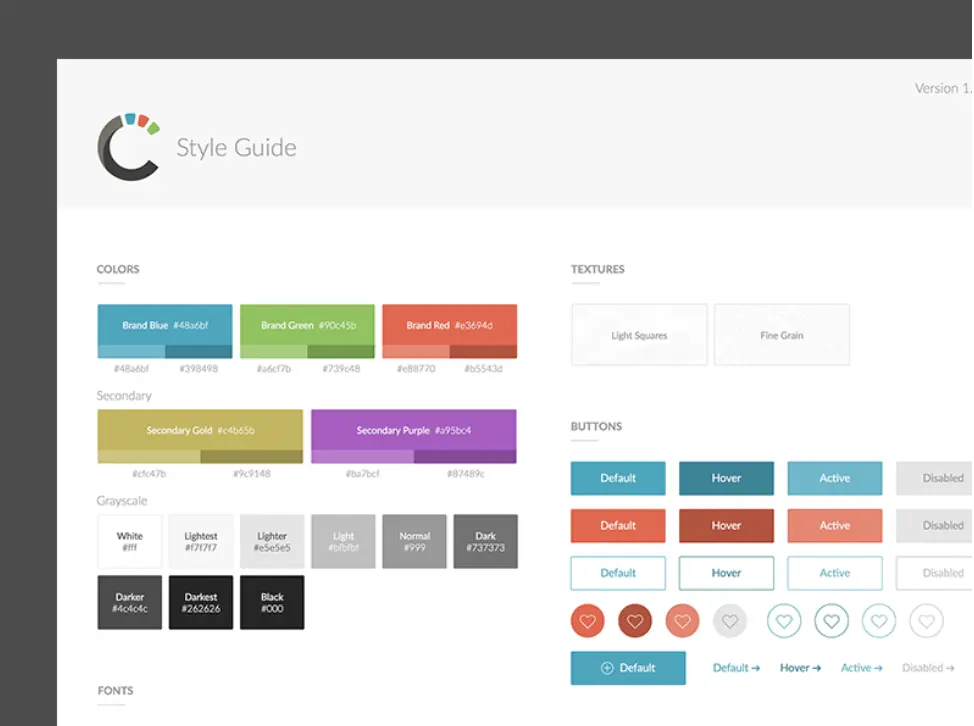 Version 1.
Style Guide
COLORS
Brand Blue #48a6bf
Brand Green #90c45b
Brand Red #e3694d
#48a6bf #398498 #a6cf7b #739c48 #e88770 #b5543d
Secondary
Secondary Gold #c4b65b
Secondary Purple #a95bc4
#cfc47b #9c9148 #ba7bcf #87489c
Grayscale
White
#fff
Lightest
#f7f7f7
Lighter
#e5e5e5
Light
#bfbfbf
Normal
#999
Dark
#737373
Darker
#4c4c4c
Darkest
#262626
Black
#000
FONTS
TEXTURES
Light Squares
Fine Grain
BUTTONS
Default Hover Active Disabled
Default Hover Active Disabled
Default Hover Active Disabled
Default Default → Hover → Active → Disabled →